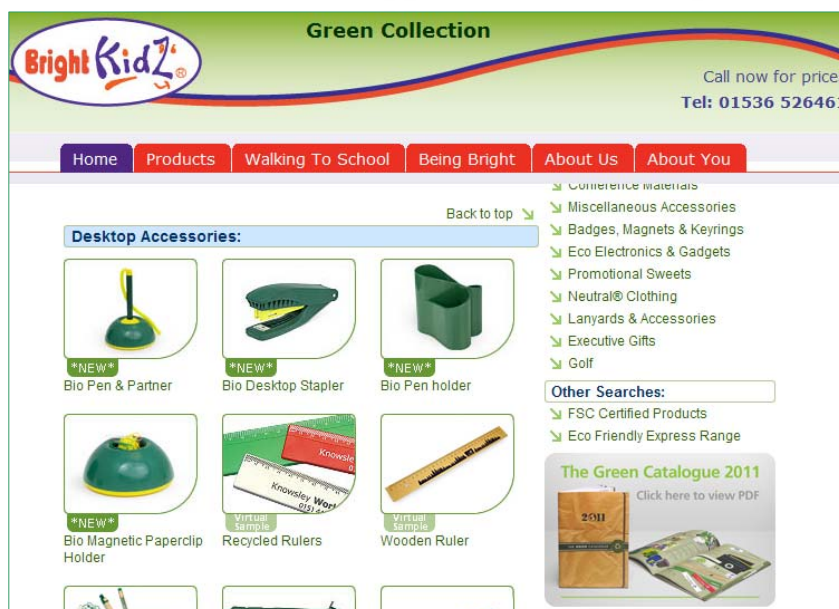 Green Collection
Bright KidZ®
Call now for price
Tel: 01536 52646
Home
Products
Walking To School
Being Bright
About Us
About You
Conference Materials
Miscellaneous Accessories
Badges, Magnets & Keyrings
Eco Electronics & Gadgets
Promotional Sweets
Neutral® Clothing
Lanyards & Accessories
Executive Gifts
Golf
Other Searches:
FSC Certified Products
Eco Friendly Express Range
The Green Catalogue 2011
Click here to view PDF
2011
Back to top
Desktop Accessories:
*NEW*
Bio Pen & Partner
*NEW*
Bio Desktop Stapler
*NEW*
Bio Pen holder
*NEW*
Bio Magnetic Paperclip
Holder
Knowsle
Knowsley Wor
0151 4
Virtual
Sample
Recycled Rulers
Virtual
Sample
Wooden Ruler